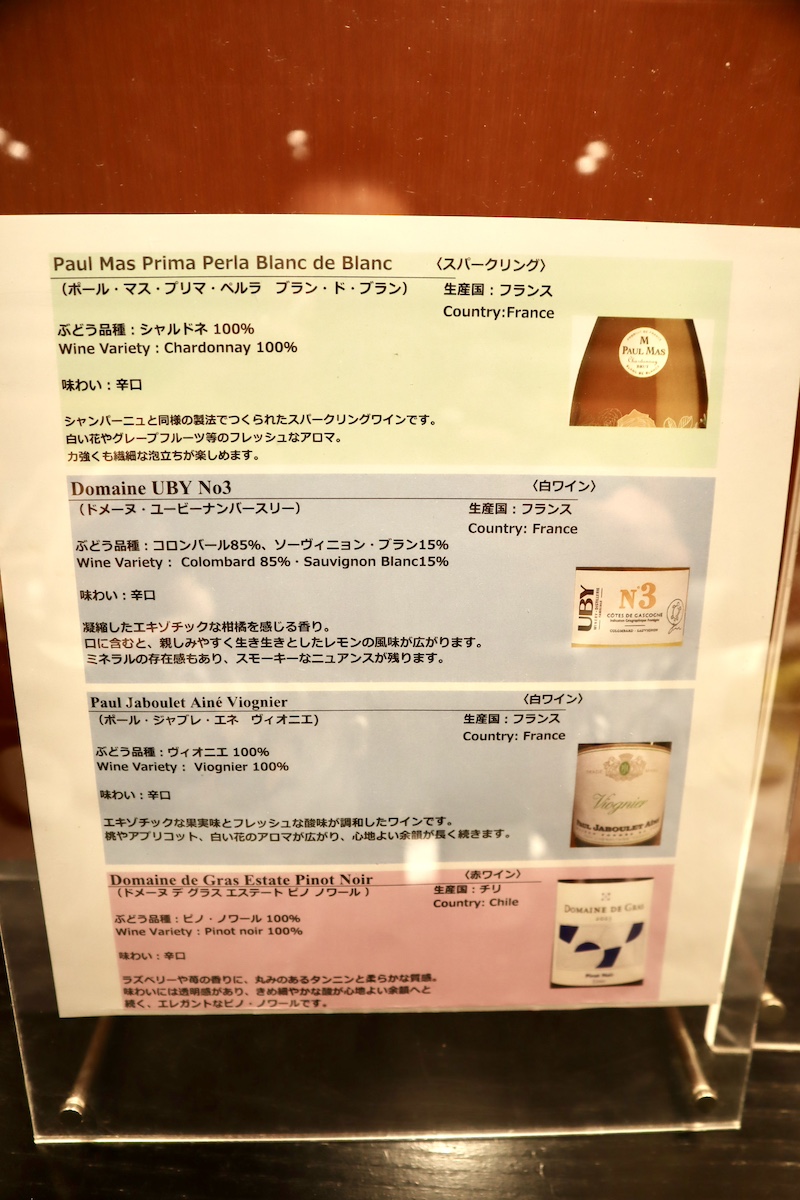 Paul Mas Prima Perla Blanc de Blanc 〈スパークリング〉
（ポール・マス・プリマ・ペルラ　ブラン・ド・ブラン） 生産国：フランス
Country:France
ぶどう品種：シャルドネ 100%
Wine Variety : Chardonnay 100%
味わい：辛口
シャンパーニュと同様の製法でつくられたスパークリングワインです。
白い花やグレープフルーツ等のフレッシュなアロマ。
力強くも繊細な泡立ちが楽しめます。
M
PAUL MAS
Chardonnay
Domaine UBY No3 〈白ワイン〉
（ドメーヌ・ユービーナンバースリー） 生産国：フランス
Country: France
ぶどう品種：コロンバール85%、ソーヴィニヨン・ブラン15%
Wine Variety : Colombard 85%・Sauvignon Blanc15%
味わい：辛口
凝縮したエキゾチックな柑橘を感じる香り。
口に含むと、親しみやすく生き生きとしたレモンの風味が広がります。
ミネラルの存在感もあり、スモーキーなニュアンスが残ります。
UBY
N°3
CÔTES DE GASCOGNE
COLOMBARD - SAUVIGNON
Paul Jaboulet Ainé Viognier 〈白ワイン〉
（ポール・ジャブレ・エネ　ヴィオニエ） 生産国：フランス
Country: France
ぶどう品種：ヴィオニエ 100%
Wine Variety : Viognier 100%
味わい：辛口
エキゾチックな果実味とフレッシュな酸味が調和したワインです。
桃やアプリコット、白い花のアロマが広がり、心地よい余韻が長く続きます。
Viognier
PAUL JABOULET Aîné
Domaine de Gras Estate Pinot Noir 〈赤ワイン〉
（ドメーヌ デ グラス エステート ピノ ノワール ） 生産国：チリ
Country: Chile
ぶどう品種：ピノ・ノワール 100%
Wine Variety : Pinot noir 100%
味わい：辛口
ラズベリーや苺の香りに、丸みのあるタンニンと柔らかな質感。
味わいには透明感があり、きめ細やかな酸が心地よい余韻へと
続く、エレガントなピノ・ノワールです。
DOMAINE DE GRAS
Pinot Noir